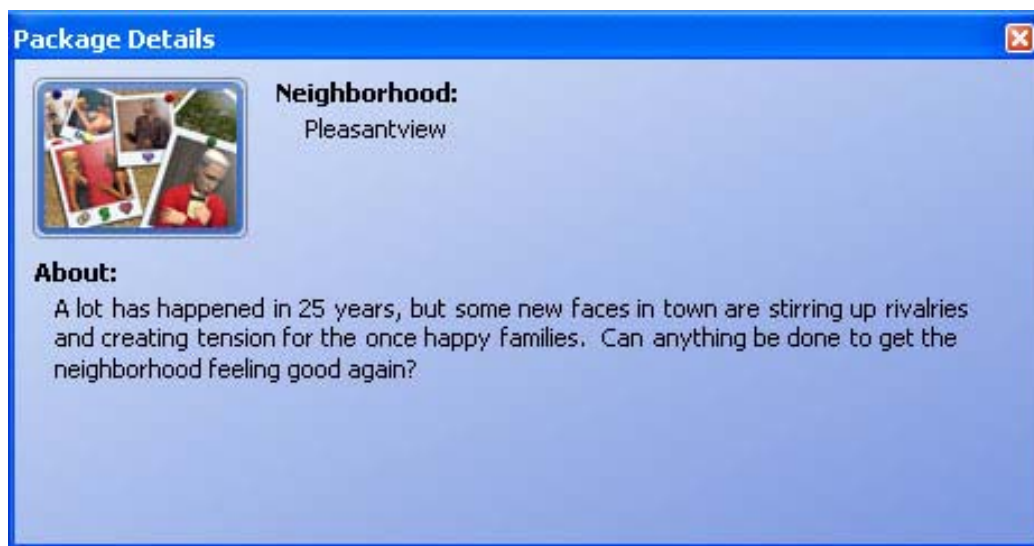 Package Details
Neighborhood:
Pleasantview
About:
A lot has happened in 25 years, but some new faces in town are stirring up rivalries
and creating tension for the once happy families.  Can anything be done to get the
neighborhood feeling good again?